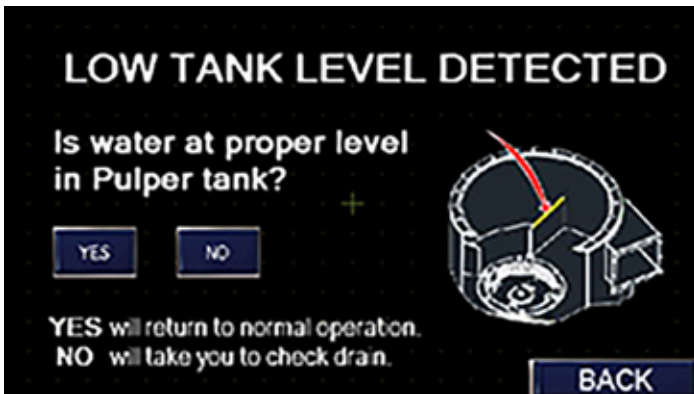 LOW TANK LEVEL DETECTED
Is water at proper level
in Pulper tank?
YES
NO
YES will return to normal operation.
NO will take you to check drain.
BACK